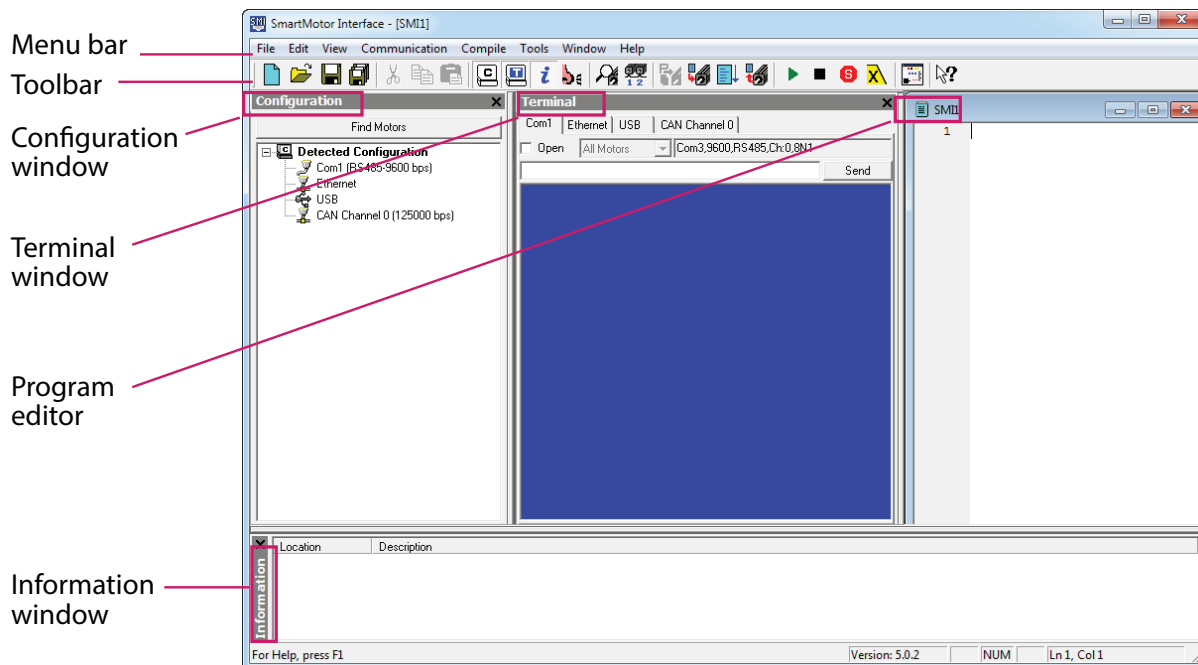 SmartMotor Interface - [SMI1]
Menu bar
File Edit View Communication Compile Tools Window Help
Toolbar
Configuration
Terminal
SMI1
Configuration
window
Find Motors
Com1 Ethernet USB CAN Channel 0
1
Detected Configuration
Open All Motors Com3,9600,RS485,Ch:0,8N1
Com1 (RS485-9600 bps)
Send
Ethernet
USB
CAN Channel 0 (125000 bps)
Terminal
window
Program
editor
Location Description
Information
Information
window
For Help, press F1 Version: 5.0.2 NUM Ln 1, Col 1